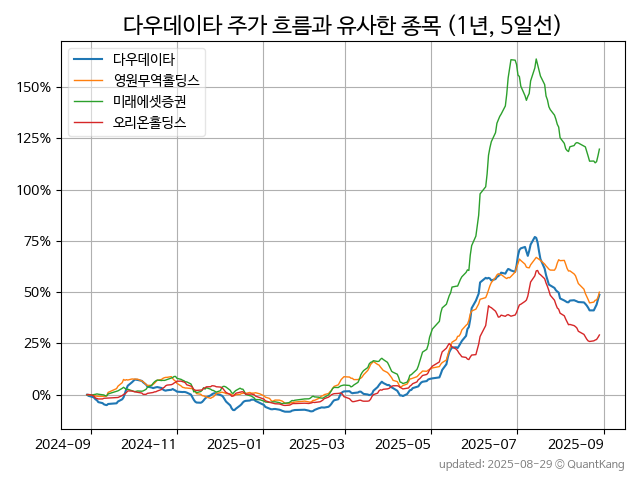 다우데이타 주가 흐름과 유사한 종목 (1년, 5일선)
다우데이타
영원무역홀딩스
미래에셋증권
오리온홀딩스
150%
125%
100%
75%
50%
25%
0%
2024-09 2024-11 2025-01 2025-03 2025-05 2025-07 2025-09
updated: 2025-08-29 © QuantKang